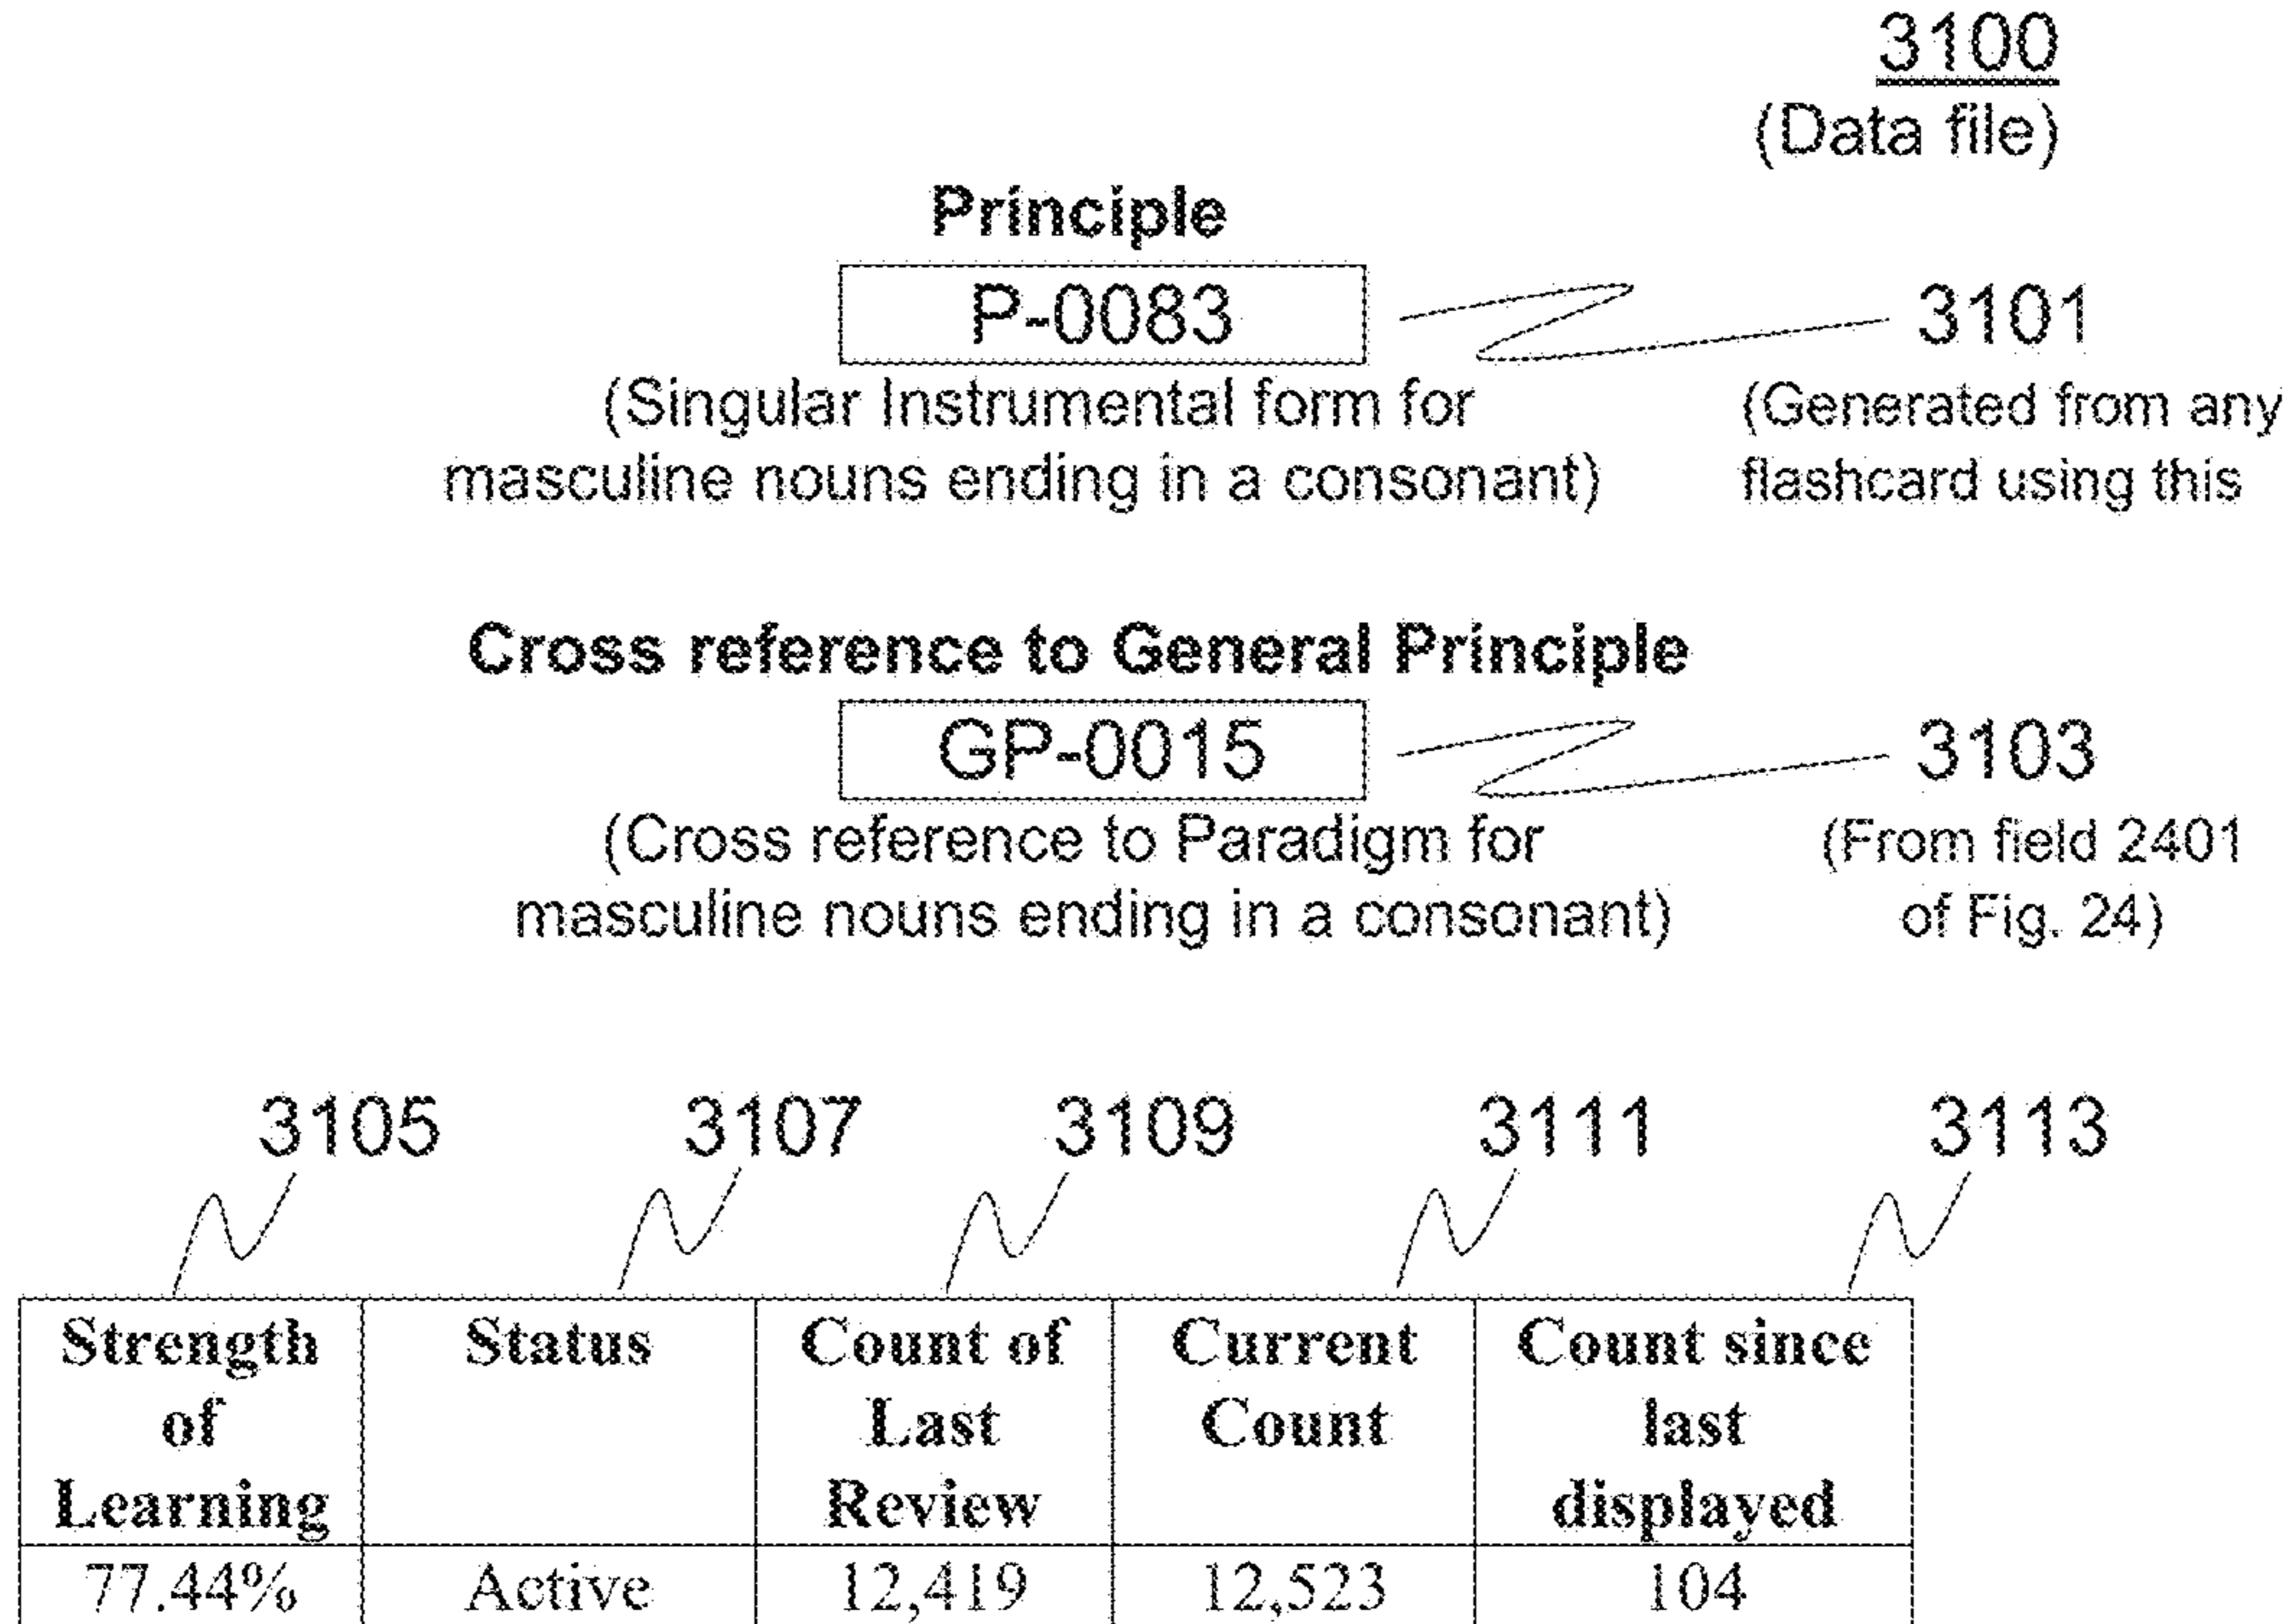 3100
(Data file)
Principle
P-0083
3101
(Singular Instrumental form for
masculine nouns ending in a consonant)
(Generated from any
flashcard using this
Cross reference to General Principle
GP-0015
3103
(Cross reference to Paradigm for
masculine nouns ending in a consonant)
(From field 2401
of Fig. 24)
3105 3107 3109 3111 3113
Strength of Learning
Status
Count of Last Review
Current Count
Count since last displayed
77.44% Active 12,419 12,523 104